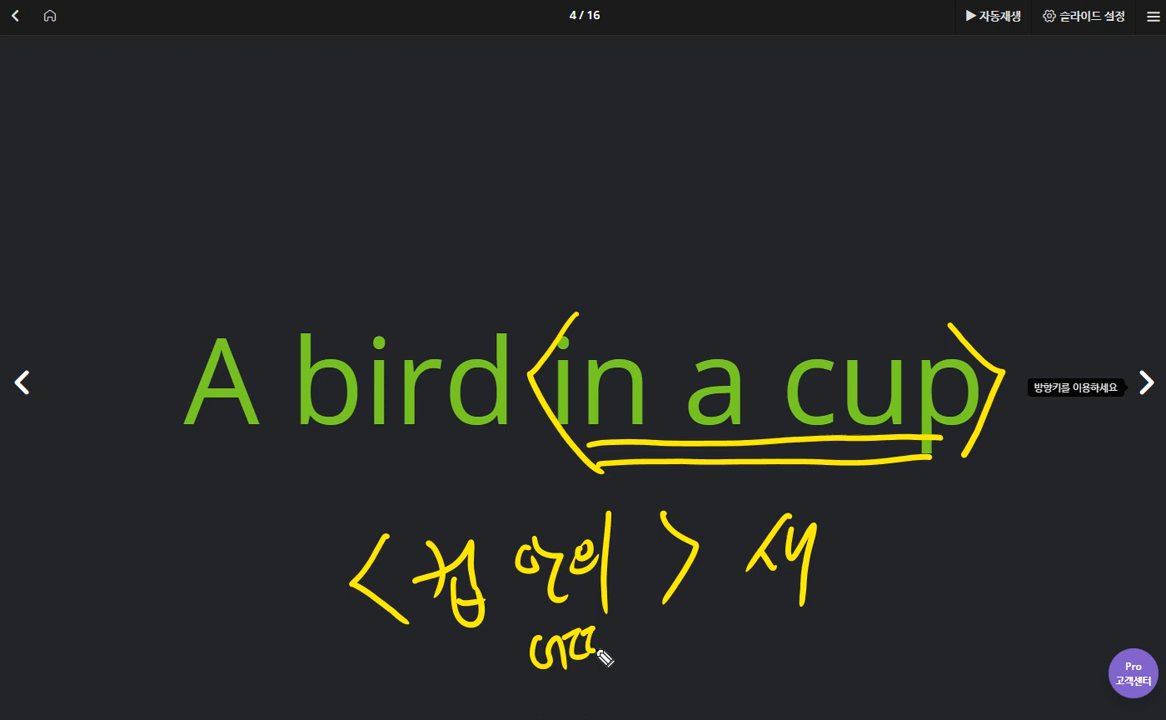 4 / 16
▶ 자동재생
슬라이드 설정
A bird <in a cup>
방향키를 이용하세요
<컵 안의> 새
Pro
고객센터